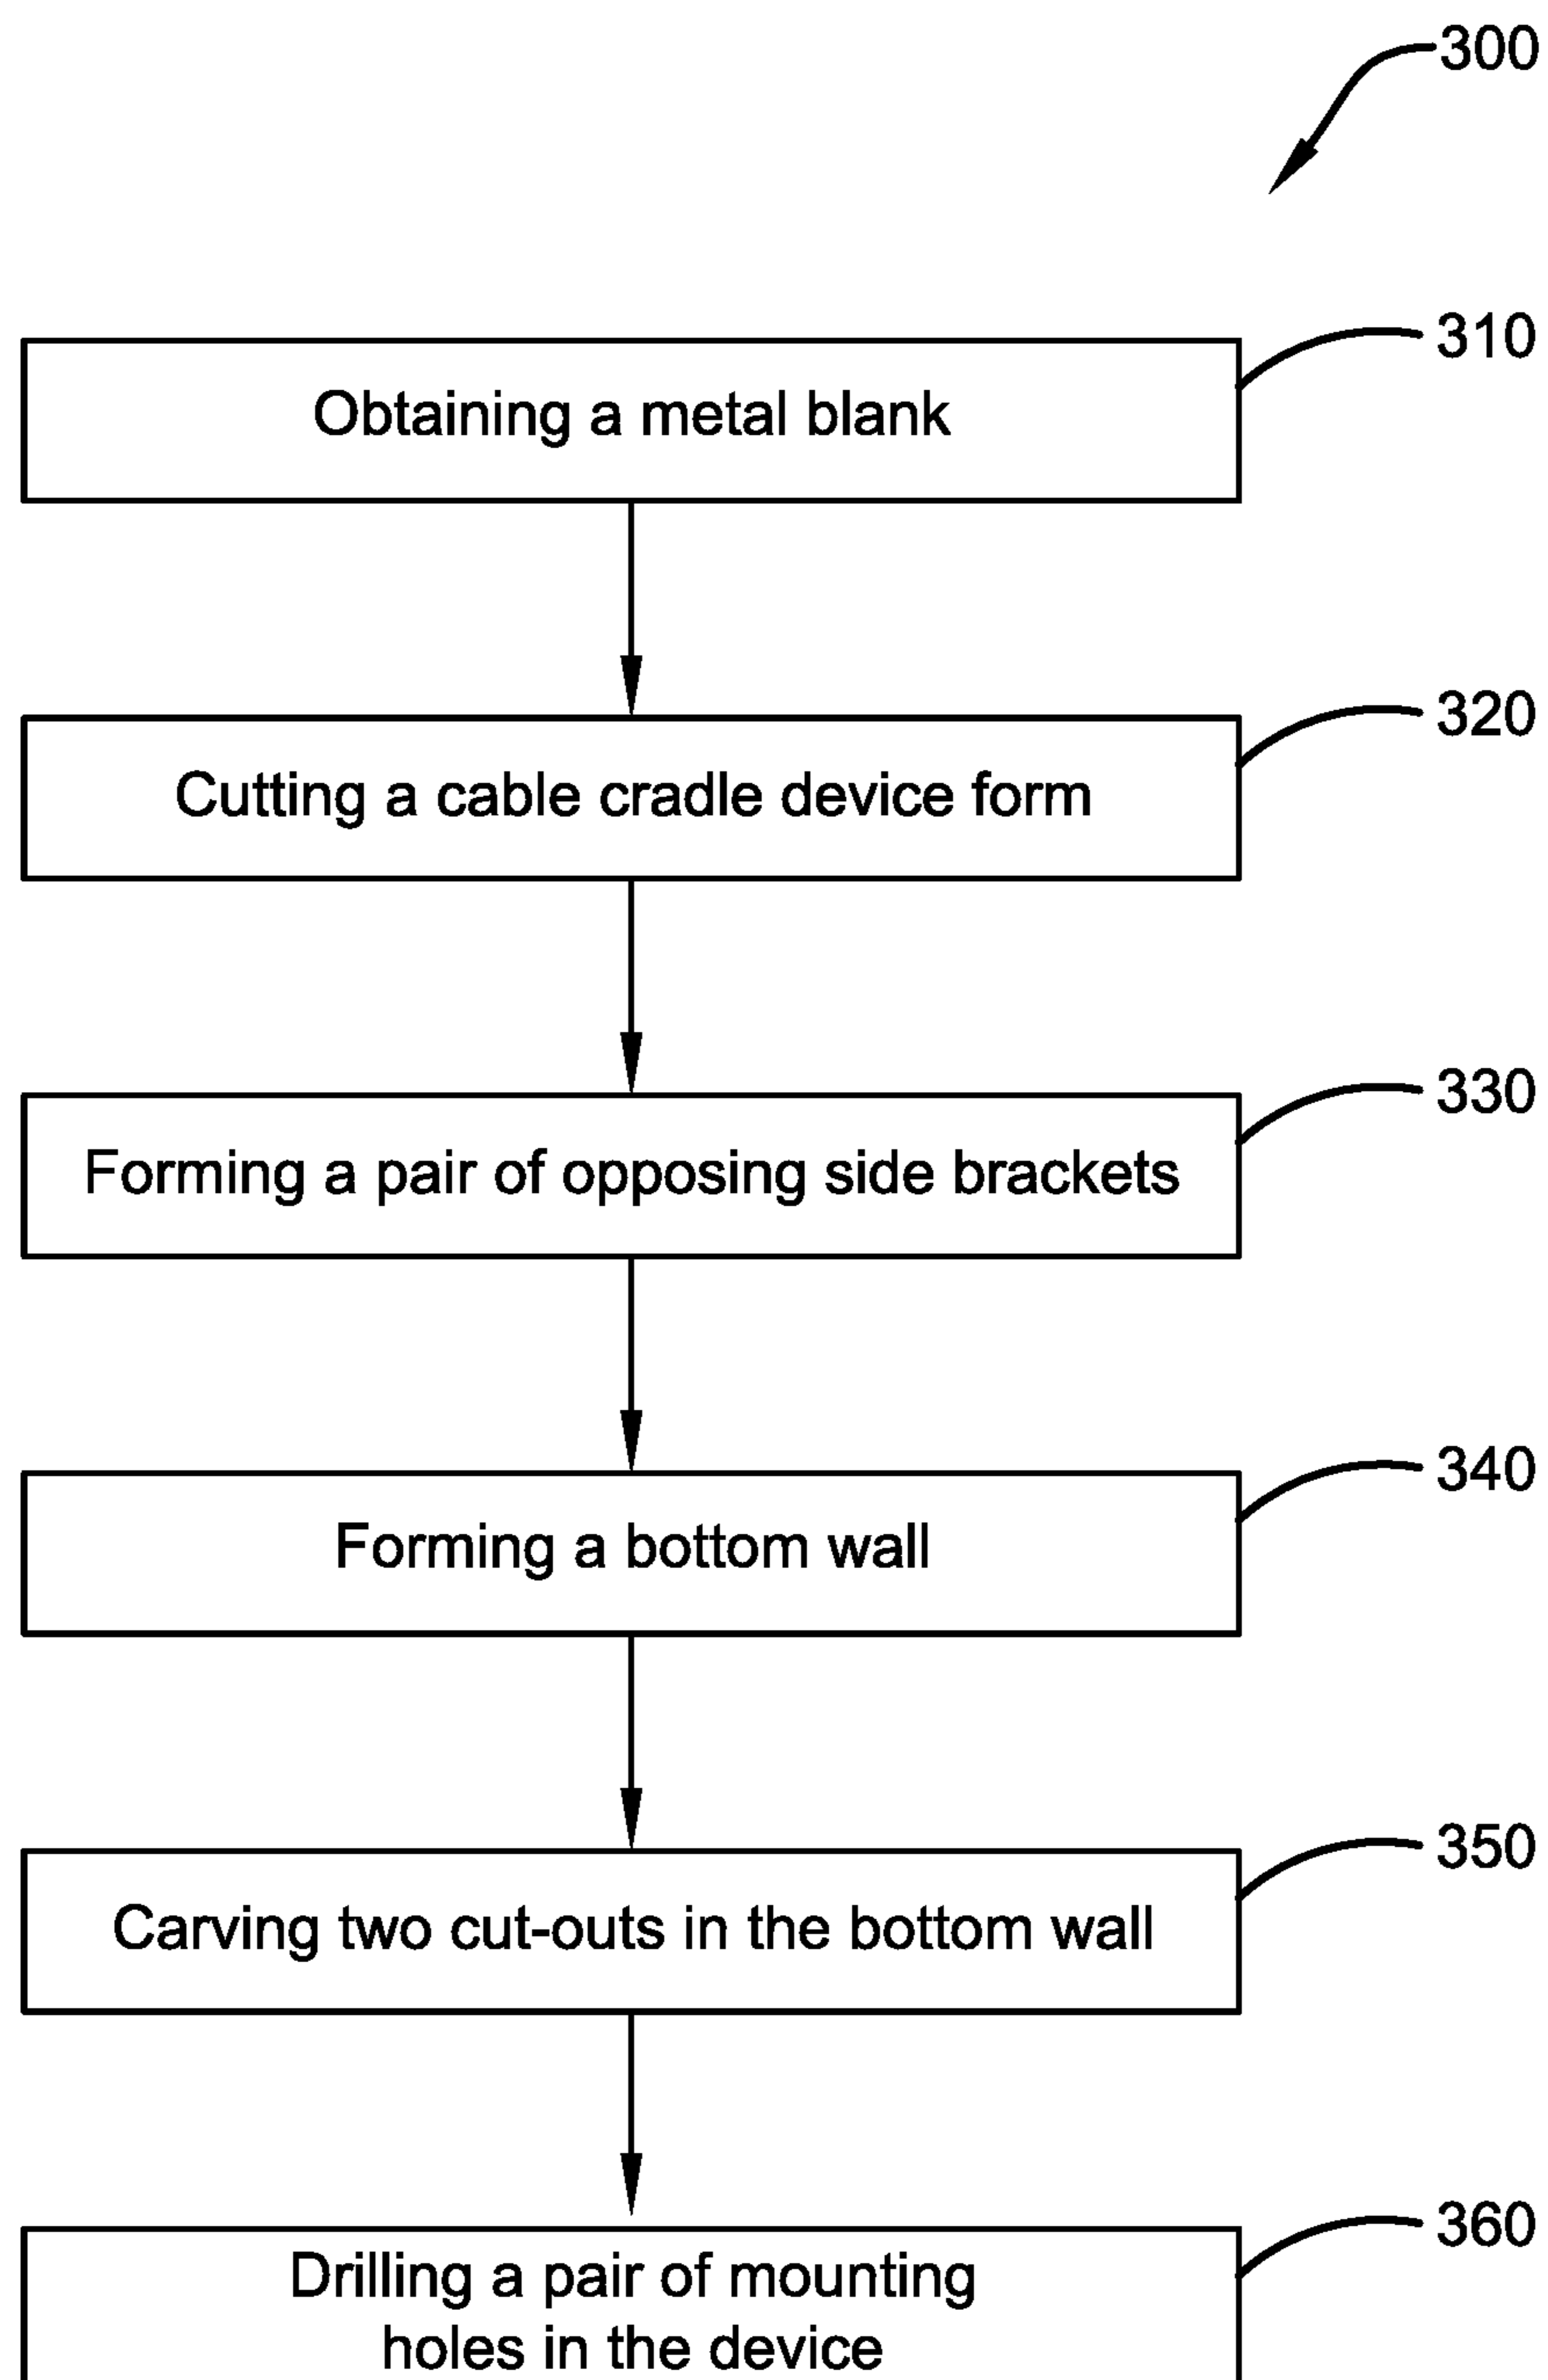 300
310
Obtaining a metal blank
320
Cutting a cable cradle device form
330
Forming a pair of opposing side brackets
340
Forming a bottom wall
350
Carving two cut-outs in the bottom wall
360
Drilling a pair of mounting
holes in the device